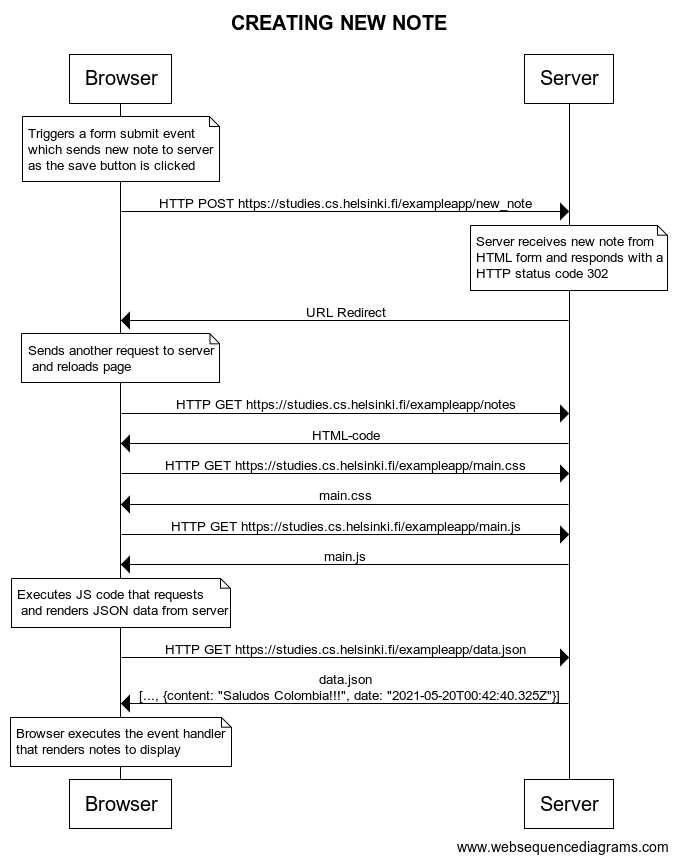 CREATING NEW NOTE
Browser
Server
Triggers a form submit event
which sends new note to server
as the save button is clicked
HTTP POST https://studies.cs.helsinki.fi/exampleapp/new_note
Server receives new note from
HTML form and responds with a
HTTP status code 302
URL Redirect
Sends another request to server
and reloads page
HTTP GET https://studies.cs.helsinki.fi/exampleapp/notes
HTML-code
HTTP GET https://studies.cs.helsinki.fi/exampleapp/main.css
main.css
HTTP GET https://studies.cs.helsinki.fi/exampleapp/main.js
main.js
Executes JS code that requests
and renders JSON data from server
HTTP GET https://studies.cs.helsinki.fi/exampleapp/data.json
data.json
[..., {content: "Saludos Colombia!!!", date: "2021-05-20T00:42:40.325Z"}]
Browser executes the event handler
that renders notes to display
Browser
Server
www.websequencediagrams.com